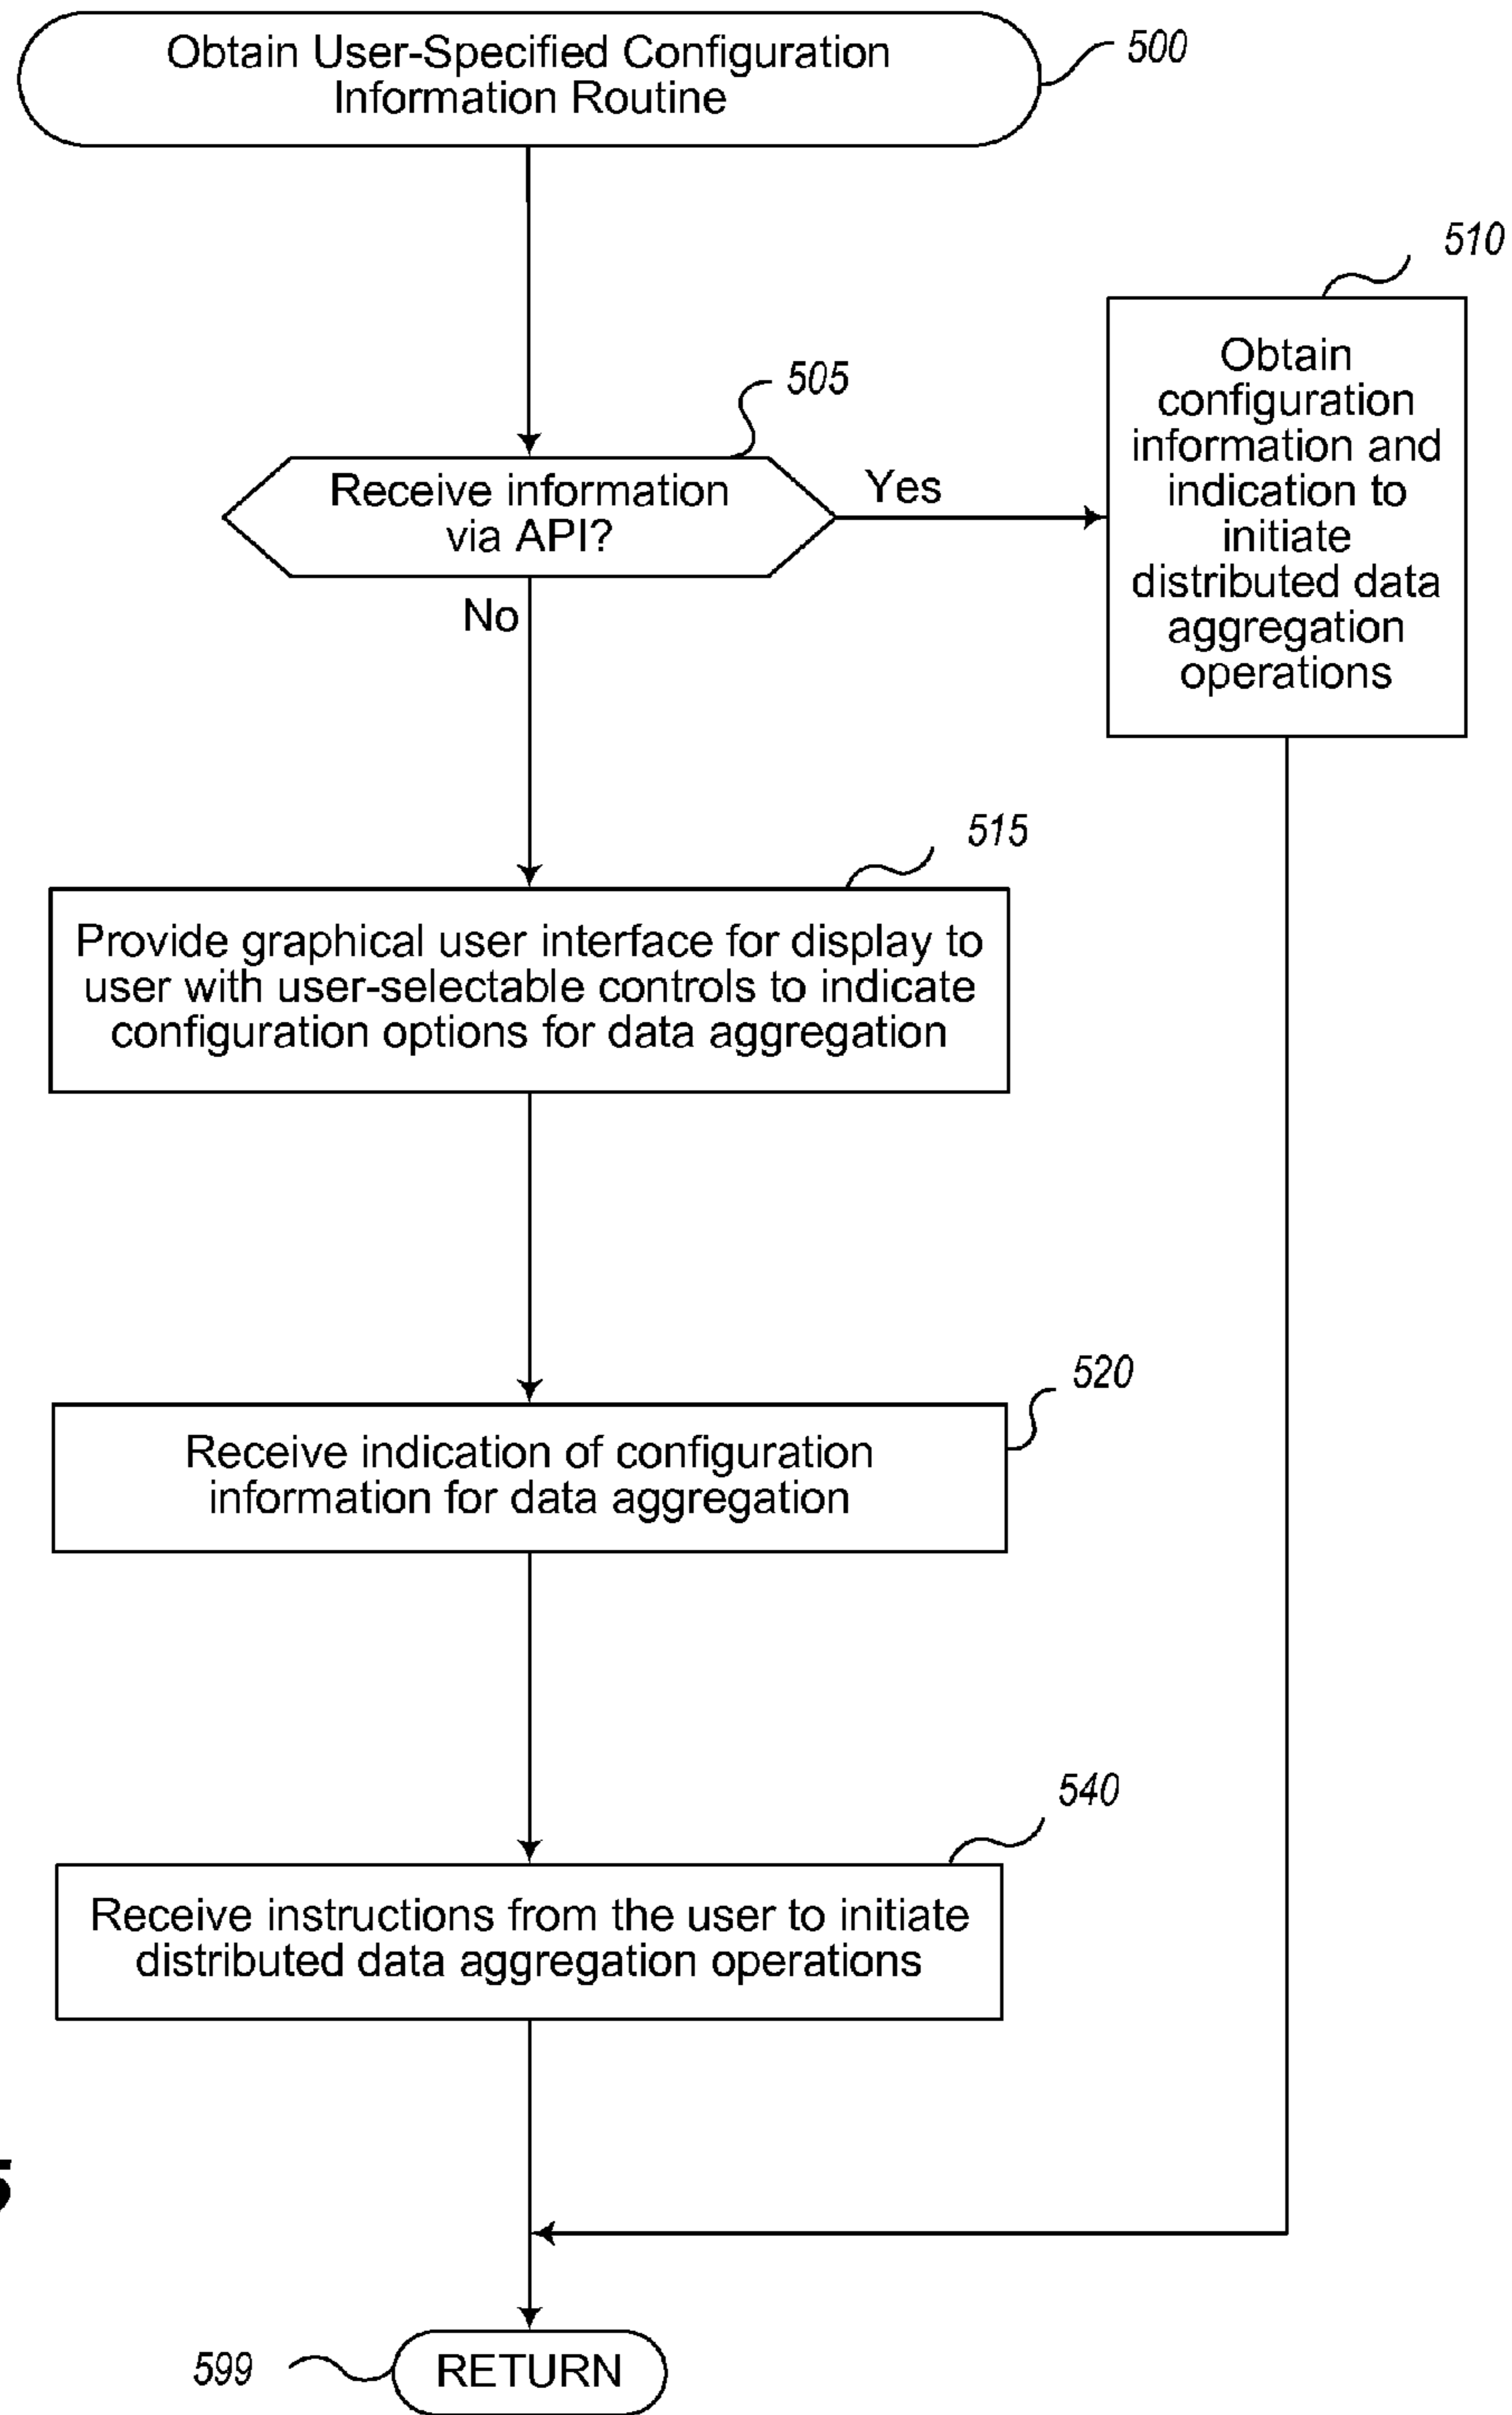 Obtain User-Specified Configuration
Information Routine
500
510
Obtain
configuration
information and
indication to
initiate
distributed data
aggregation
operations
505
Receive information
via API?
Yes
No
515
Provide graphical user interface for display to
user with user-selectable controls to indicate
configuration options for data aggregation
520
Receive indication of configuration
information for data aggregation
540
Receive instructions from the user to initiate
distributed data aggregation operations
599
RETURN